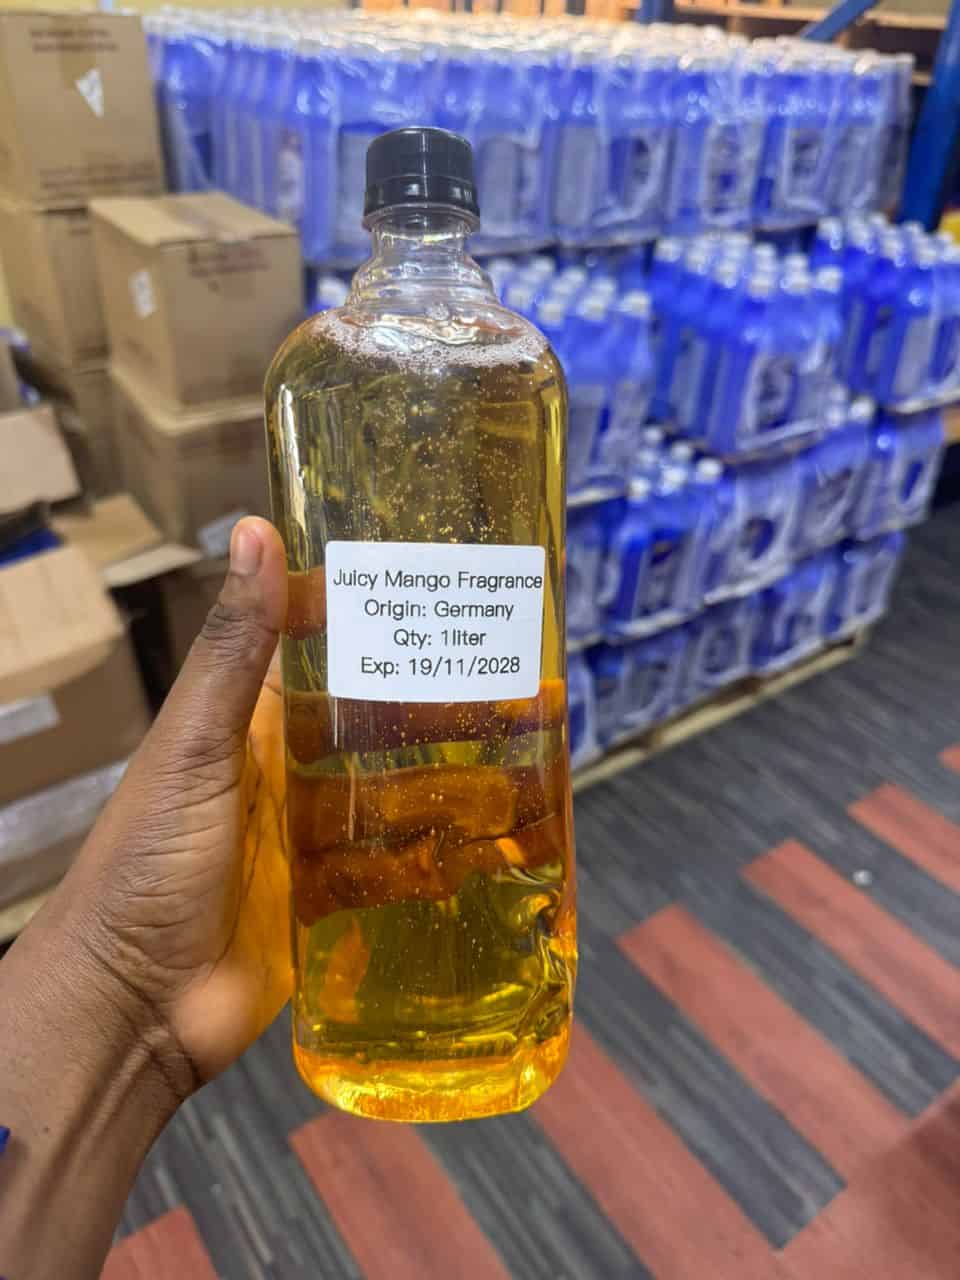 Juicy Mango Fragrance
Origin: Germany
Qty: 1liter
Exp: 19/11/2028